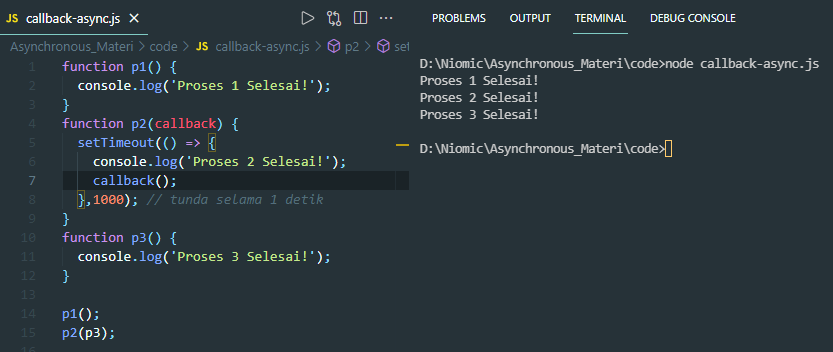 JS callback-async.js ×
Asynchronous_Materi > code > JS callback-async.js > p2 > set
1 function p1() {
2 console.log('Proses 1 Selesai!');
3 }
4 function p2(callback) {
5 setTimeout(() => {
6 console.log('Proses 2 Selesai!');
7 callback();
8 },1000); // tunda selama 1 detik
9 }
10 function p3() {
11 console.log('Proses 3 Selesai!');
12 }
13
14 p1();
15 p2(p3);
PROBLEMS OUTPUT TERMINAL DEBUG CONSOLE
D:\Niomic\Asynchronous_Materi\code>node callback-async.js
Proses 1 Selesai!
Proses 2 Selesai!
Proses 3 Selesai!
D:\Niomic\Asynchronous_Materi\code>